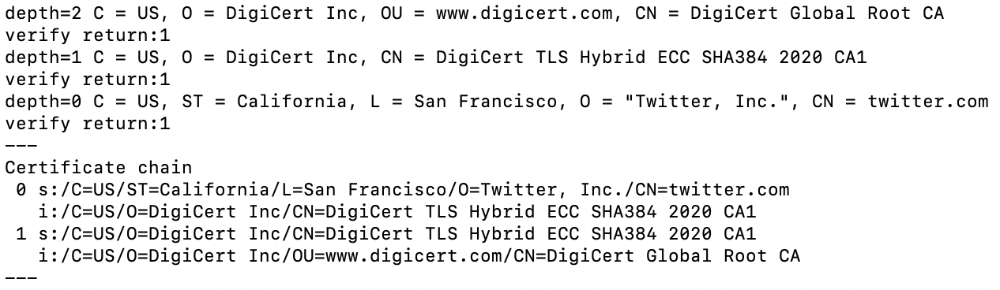 depth=2 C = US, O = DigiCert Inc, OU = www.digicert.com, CN = DigiCert Global Root CA
verify return:1
depth=1 C = US, O = DigiCert Inc, CN = DigiCert TLS Hybrid ECC SHA384 2020 CA1
verify return:1
depth=0 C = US, ST = California, L = San Francisco, O = "Twitter, Inc.", CN = twitter.com
verify return:1
---
Certificate chain
 0 s:/C=US/ST=California/L=San Francisco/O=Twitter, Inc./CN=twitter.com
   i:/C=US/O=DigiCert Inc/CN=DigiCert TLS Hybrid ECC SHA384 2020 CA1
 1 s:/C=US/O=DigiCert Inc/CN=DigiCert TLS Hybrid ECC SHA384 2020 CA1
   i:/C=US/O=DigiCert Inc/OU=www.digicert.com/CN=DigiCert Global Root CA
---